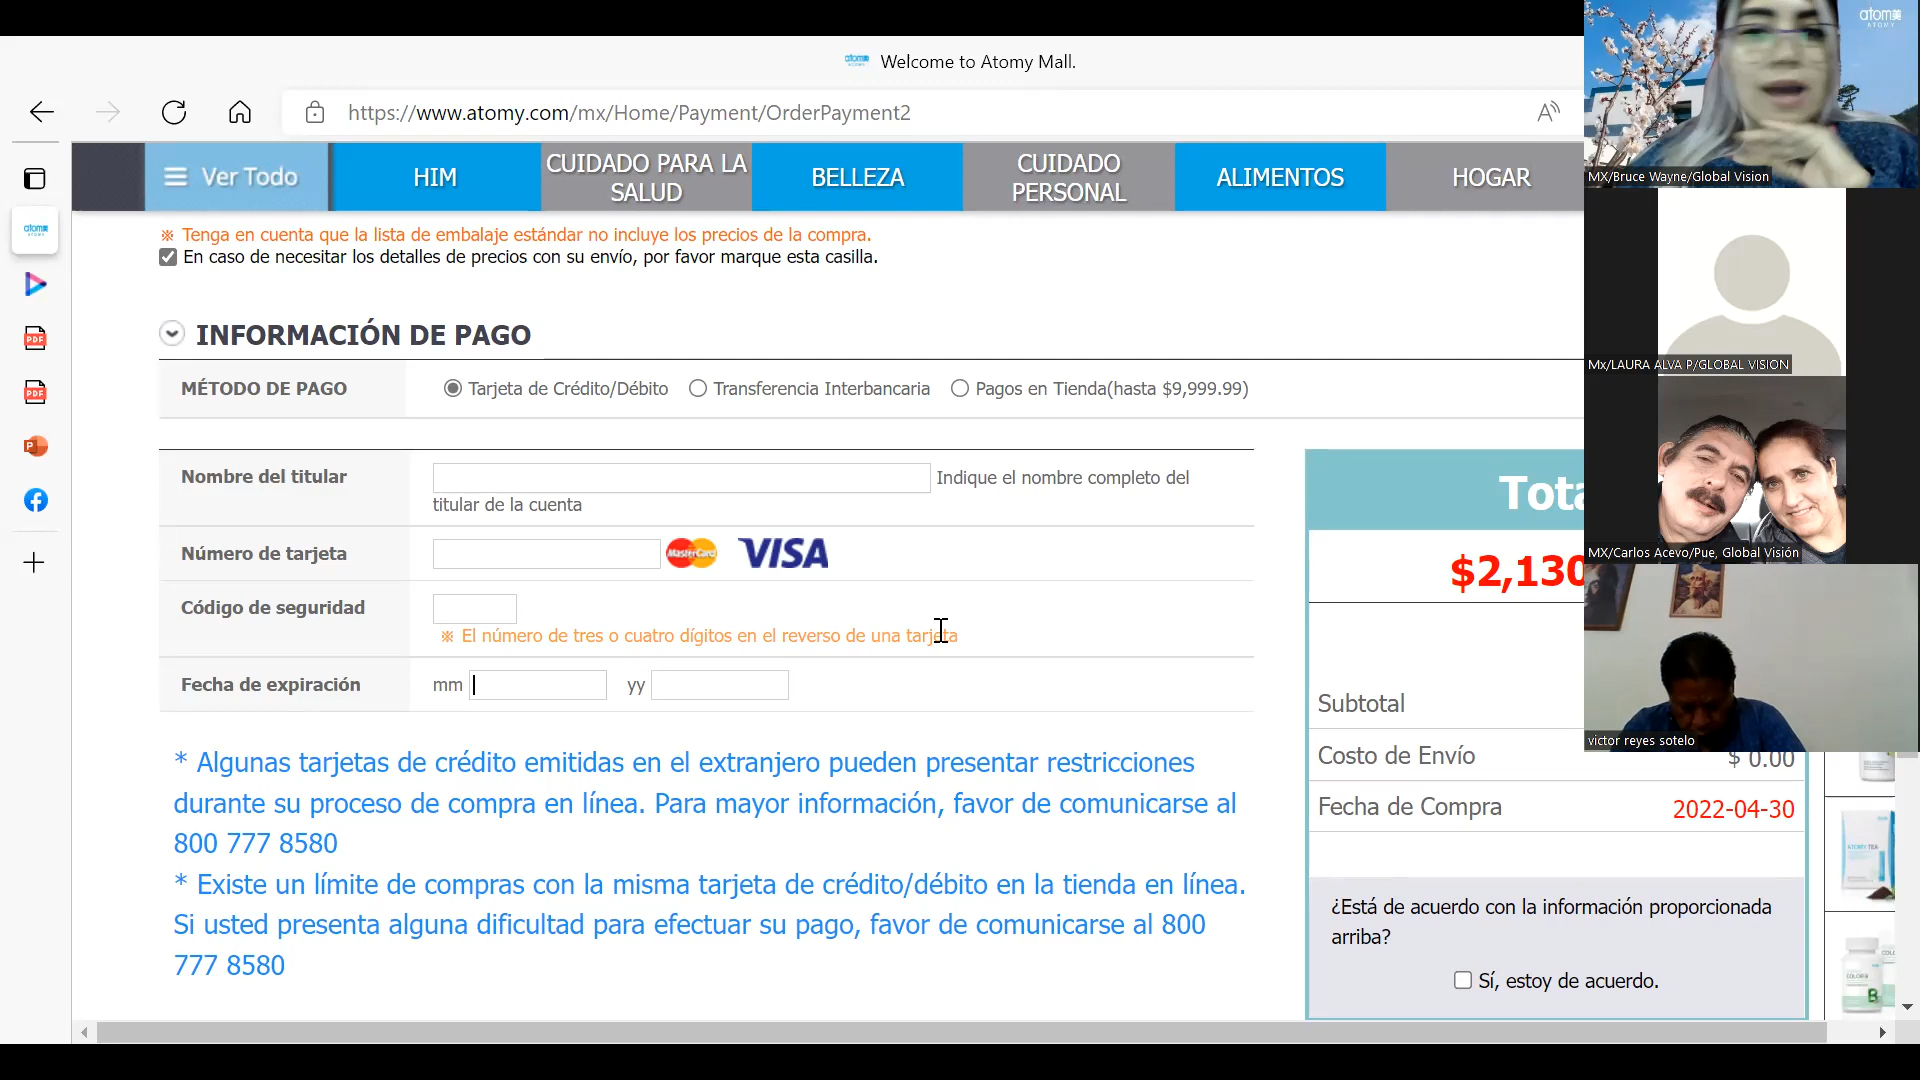 Welcome to Atomy Mall.
https://www.atomy.com/mx/Home/Payment/OrderPayment2
Ver Todo
HIM
CUIDADO PARA LA
SALUD
BELLEZA
CUIDADO
PERSONAL
ALIMENTOS
HOGAR
※ Tenga en cuenta que la lista de embalaje estándar no incluye los precios de la compra.
En caso de necesitar los detalles de precios con su envío, por favor marque esta casilla.
INFORMACIÓN DE PAGO
MÉTODO DE PAGO
Tarjeta de Crédito/Débito
Transferencia Interbancaria
Pagos en Tienda(hasta $9,999.99)
Nombre del titular
Indique el nombre completo del
titular de la cuenta
Número de tarjeta
MasterCard
VISA
Código de seguridad
※ El número de tres o cuatro dígitos en el reverso de una tarjeta
Fecha de expiración
mm
yy
* Algunas tarjetas de crédito emitidas en el extranjero pueden presentar restricciones
durante su proceso de compra en línea. Para mayor información, favor de comunicarse al
800 777 8580
* Existe un límite de compras con la misma tarjeta de crédito/débito en la tienda en línea.
Si usted presenta alguna dificultad para efectuar su pago, favor de comunicarse al 800
777 8580
Tota
$2,130
Subtotal
Costo de Envío
$ 0.00
Fecha de Compra
2022-04-30
¿Está de acuerdo con la información proporcionada
arriba?
Sí, estoy de acuerdo.
atom美
ATOMY
MX/Bruce Wayne/Global Vision
Mx/LAURA ALVA P/GLOBAL VISION
MX/Carlos Acevo/Pue, Global Visión
victor reyes sotelo
PDF
PDF
P
ATOMY TEA
B